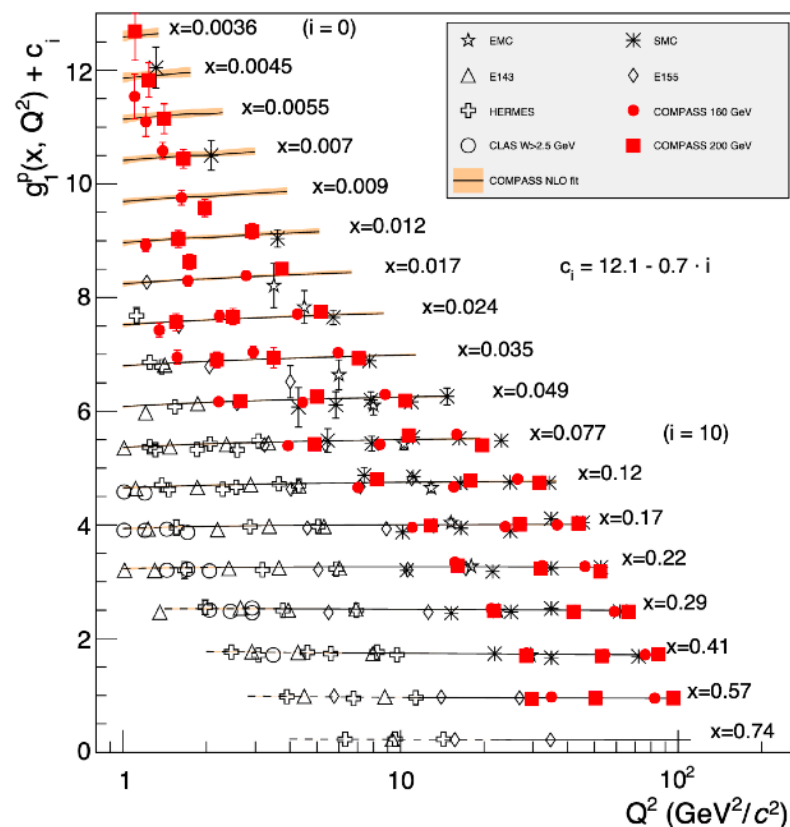 g₁ᵖ(x, Q²) + cᵢ
12
10
8
6
4
2
0
x=0.0036 (i = 0)
x=0.0045
x=0.0055
x=0.007
x=0.009
x=0.012
x=0.017
cᵢ = 12.1 - 0.7 · i
x=0.024
x=0.035
x=0.049
x=0.077 (i = 10)
x=0.12
x=0.17
x=0.22
x=0.29
x=0.41
x=0.57
x=0.74
EMC
SMC
E143
E155
HERMES
COMPASS 160 GeV
CLAS W>2.5 GeV
COMPASS 200 GeV
COMPASS NLO fit
1
10
10²
Q² (GeV²/c²)